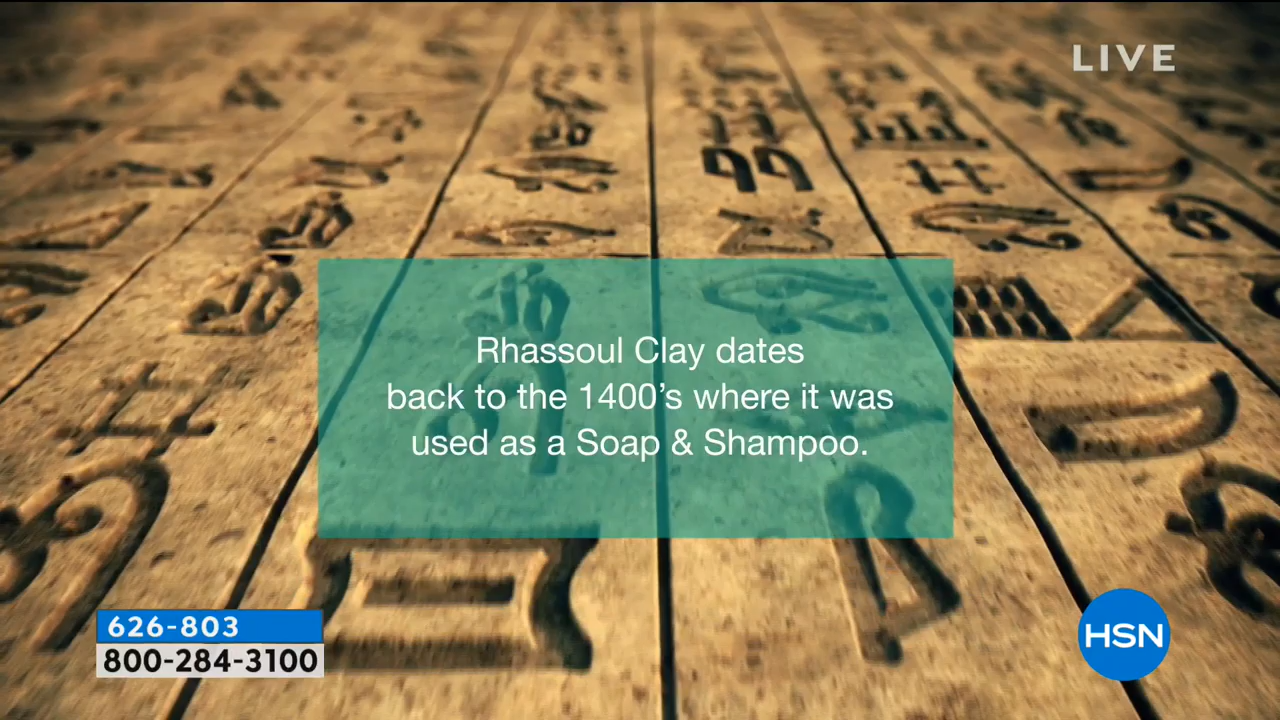 LIVE
Rhassoul Clay dates
back to the 1400's where it was
used as a Soap & Shampoo.
626-803
800-284-3100
HSN